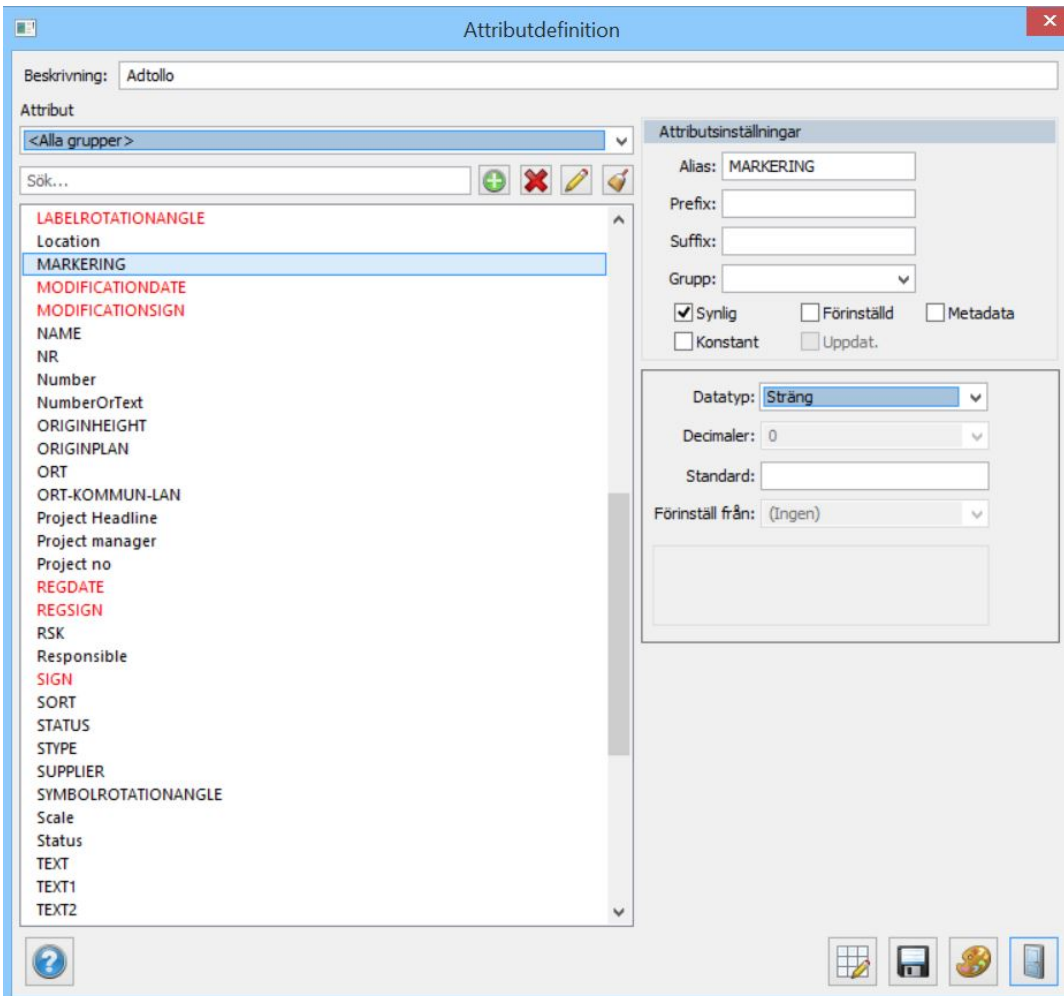 Attributdefinition
Beskrivning: Adtollo
Attribut
<Alla grupper>
Sök...
LABELROTATIONANGLE
Location
MARKERING
MODIFICATIONDATE
MODIFICATIONSIGN
NAME
NR
Number
NumberOrText
ORIGINHEIGHT
ORIGINPLAN
ORT
ORT-KOMMUN-LAN
Project Headline
Project manager
Project no
REGDATE
REGSIGN
RSK
Responsible
SIGN
SORT
STATUS
STYPE
SUPPLIER
SYMBOLROTATIONANGLE
Scale
Status
TEXT
TEXT1
TEXT2
Attributsinställningar
Alias: MARKERING
Prefix:
Suffix:
Grupp:
Synlig Förinställd Metadata
Konstant Uppdat.
Datatyp: Sträng
Decimaler: 0
Standard:
Förinställ från: (Ingen)